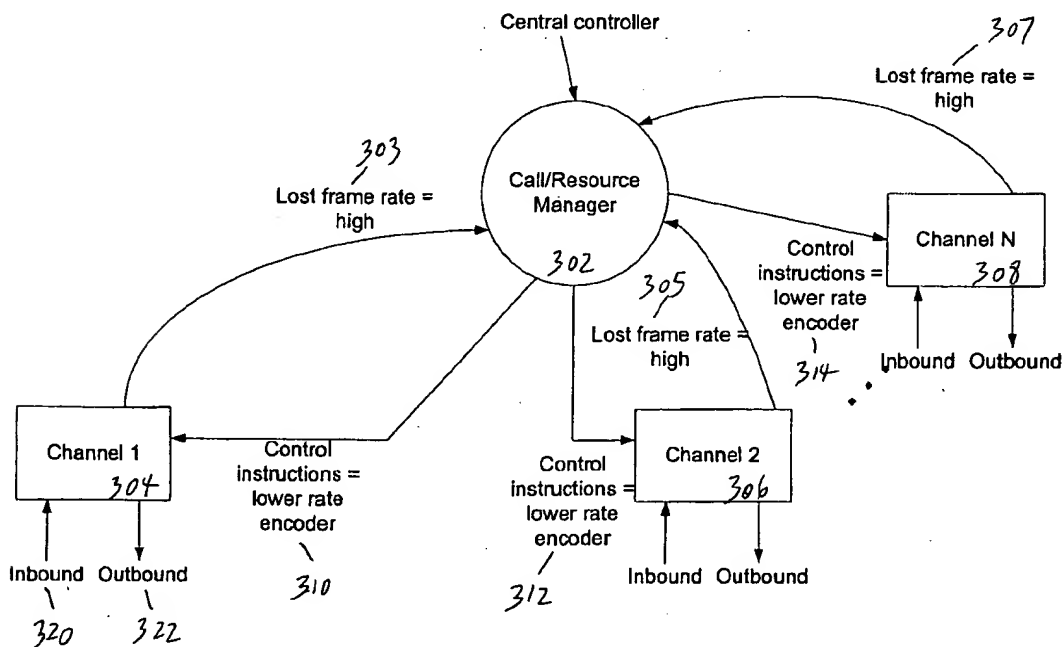 Central controller
307
Lost frame rate =
high
303
Lost frame rate =
high
Call/Resource
Manager
302
Channel N
308
Control
instructions =
lower rate
encoder
314
Inbound
Outbound
305
Lost frame rate =
high
Channel 1
304
Control
instructions =
lower rate
encoder
310
Inbound
Outbound
320
322
Channel 2
306
Control
instructions =
lower rate
encoder
312
Inbound
Outbound